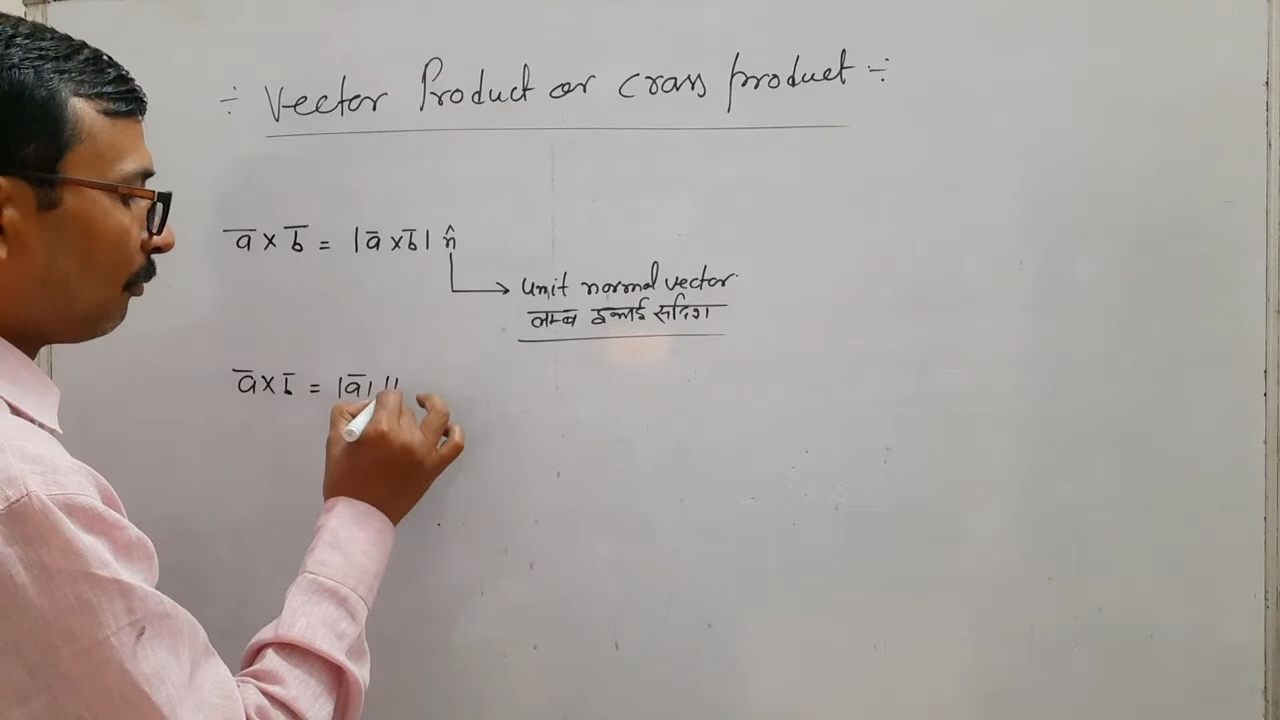 ÷ Vector Product or cross product ÷
a̅ × b̅ = |a̅ × b̅| n̂
unit normal vector
लम्ब इकाई सदिश
a̅ × b̅ = |a̅| |